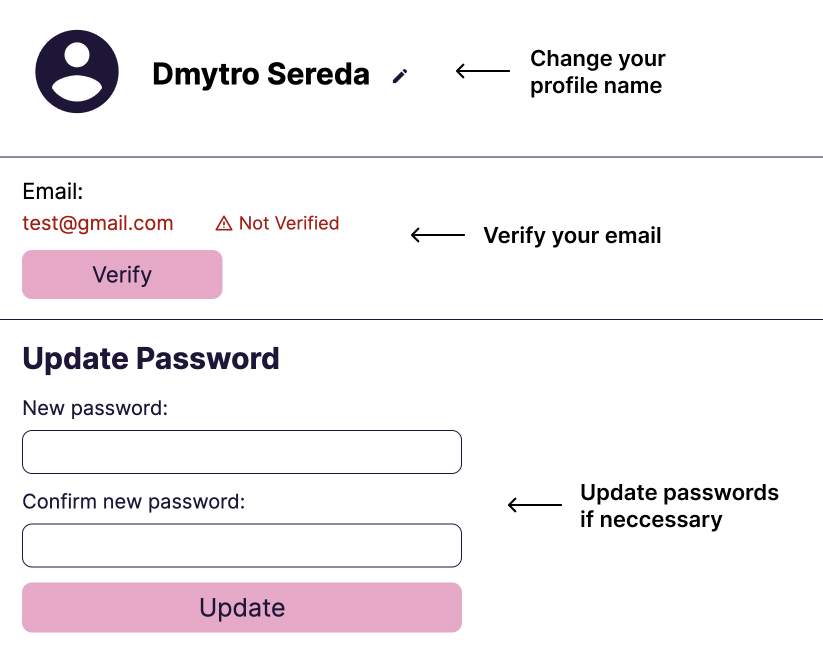 Dmytro Sereda
Change your
profile name
Email:
test@gmail.com
Not Verified
Verify your email
Verify
Update Password
New password:
Confirm new password:
Update passwords
if neccessary
Update